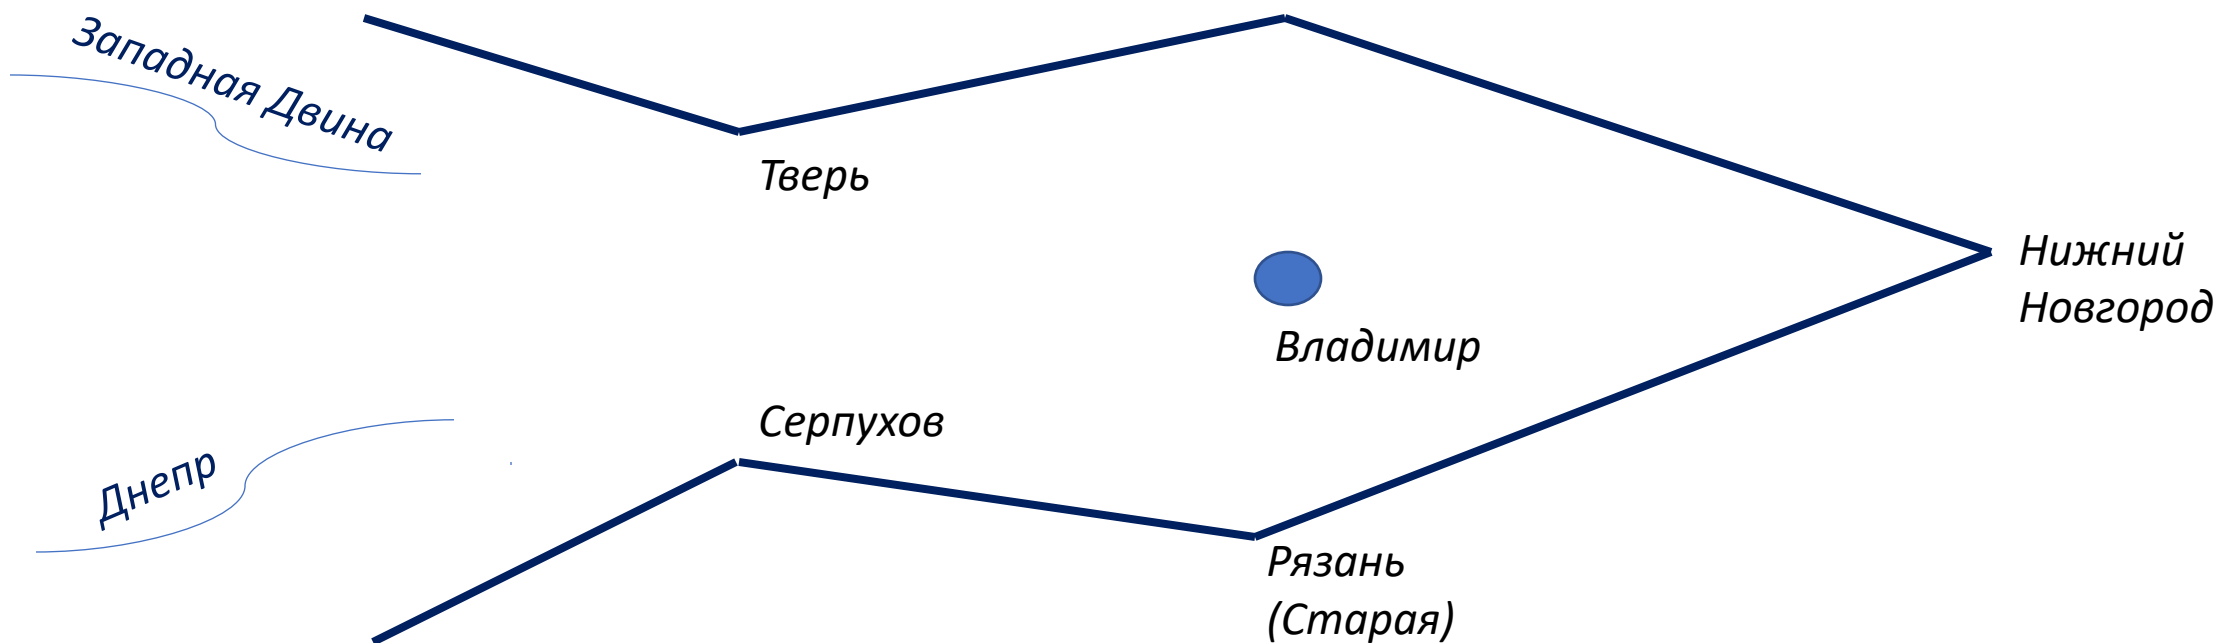 Западная Двина
Тверь
Нижний
Новгород
Владимир
Серпухов
Днепр
Рязань
(Старая)